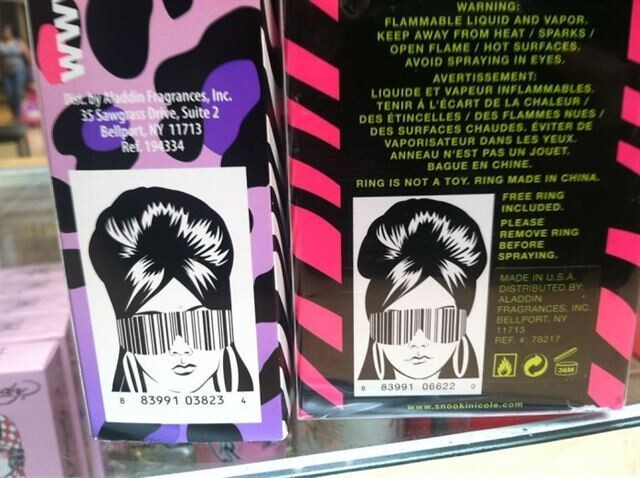 WWW
Dist. by Aladdin Fragrances, Inc.
35 Sawgrass Drive, Suite 2
Bellport, NY 11713
Ref. 194334
8 83991 03823 4
WARNING:
FLAMMABLE LIQUID AND VAPOR.
KEEP AWAY FROM HEAT / SPARKS /
OPEN FLAME / HOT SURFACES.
AVOID SPRAYING IN EYES.
AVERTISSEMENT:
LIQUIDE ET VAPEUR INFLAMMABLES.
TENIR À L'ÉCART DE LA CHALEUR /
DES ÉTINCELLES / DES FLAMMES NUES /
DES SURFACES CHAUDES. ÉVITER DE
VAPORISATEUR DANS LES YEUX.
ANNEAU N'EST PAS UN JOUET.
BAGUE EN CHINE.
RING IS NOT A TOY. RING MADE IN CHINA.
FREE RING
INCLUDED.
PLEASE
REMOVE RING
BEFORE
SPRAYING.
MADE IN U.S.A.
DISTRIBUTED BY:
ALADDIN
FRAGRANCES, INC.
BELLPORT, NY
11713
REF. #: 78217
36M
8 83991 06622 0
www.snookinicole.com